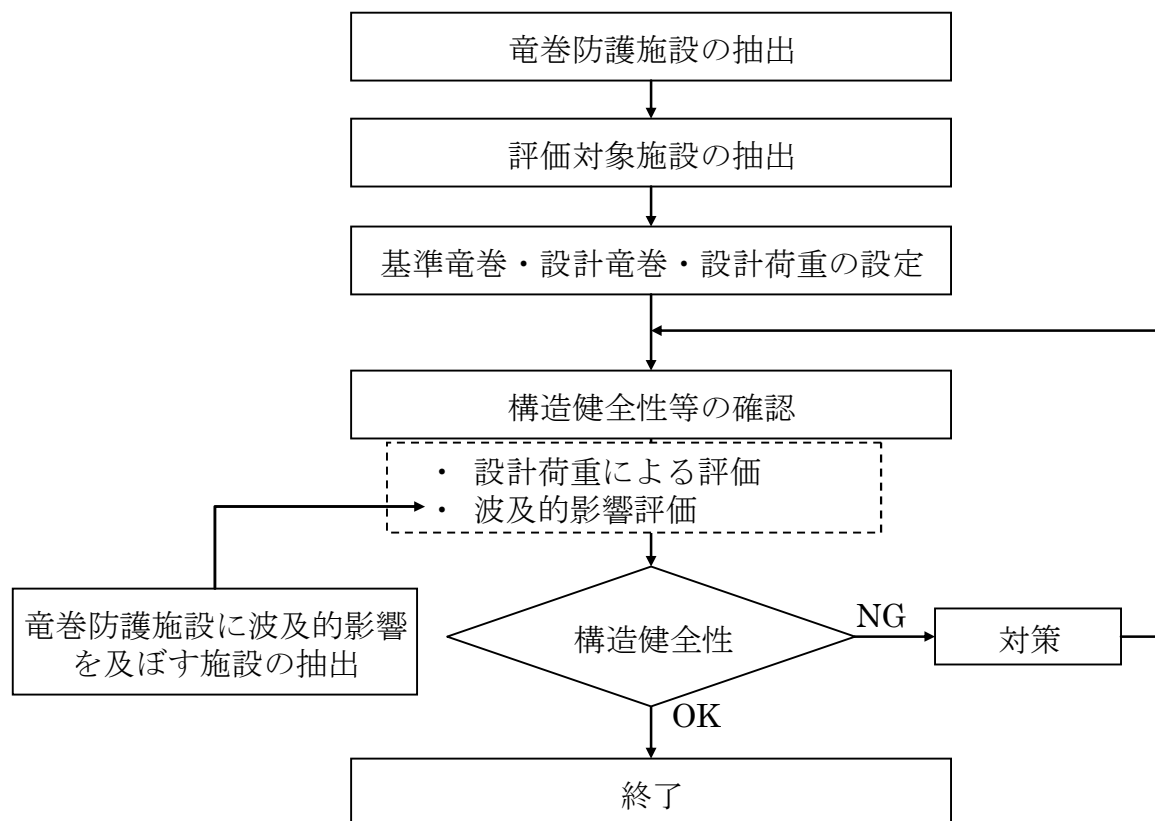 竜巻防護施設の抽出
評価対象施設の抽出
基準竜巻・設計竜巻・設計荷重の設定
構造健全性等の確認
・ 設計荷重による評価
・ 波及的影響評価
竜巻防護施設に波及的影響
を及ぼす施設の抽出
構造健全性
NG
対策
OK
終了